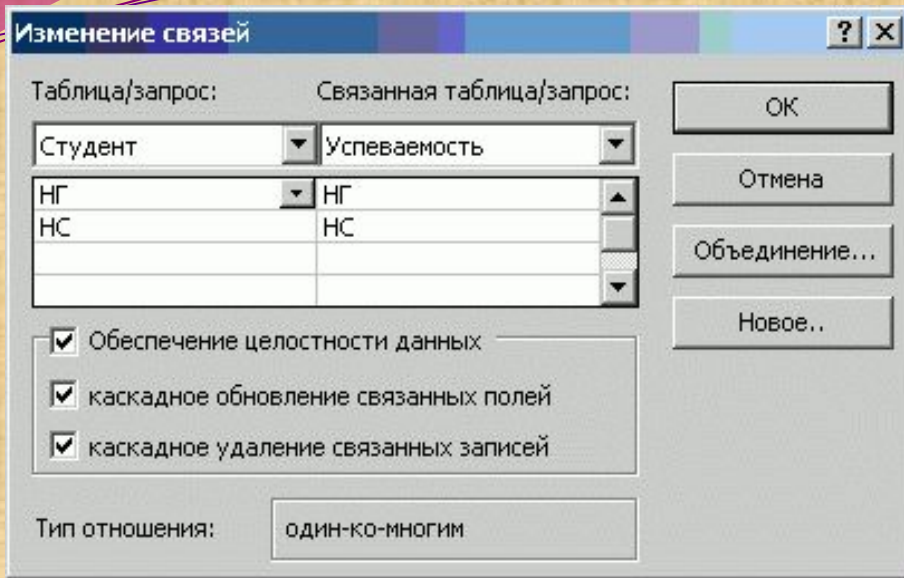 Изменение связей
Таблица/запрос: Связанная таблица/запрос:
Студент Успеваемость
НГ НГ
НС НС
Обеспечение целостности данных
каскадное обновление связанных полей
каскадное удаление связанных записей
Тип отношения: один-ко-многим
ОК
Отмена
Объединение...
Новое..